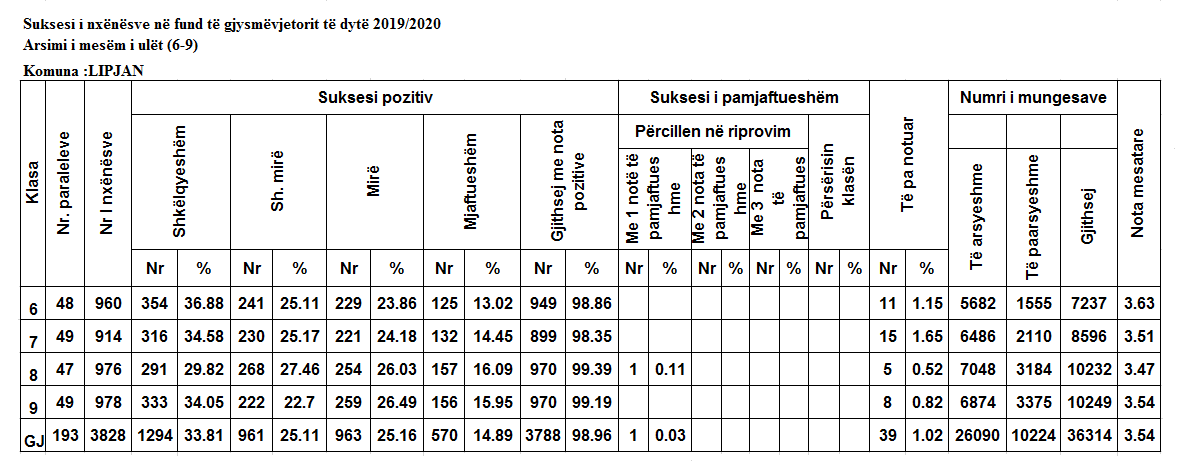 Suksesi i nxënësve në fund të gjysmëvjetorit të dytë 2019/2020
Arsimi i mesëm i ulët (6-9)
Komuna :LIPJAN
Klasa Nr. paraleleve Nr I nxënësve Suksesi pozitiv Suksesi i pamjaftueshëm Të pa notuar Numri i mungesave Nota mesatare
Shkëlqyeshëm Sh. mirë Mirë Mjaftueshëm Gjithsej me nota pozitive Përcillen në riprovim Përsërisin klasën Të arsyeshme Të paarsyeshme Gjithsej
Me 1 notë të pamjaftues hme Me 2 nota të pamjaftues hme Me 3 nota të pamjaftues
Nr % Nr % Nr % Nr % Nr % Nr % Nr % Nr % Nr % Nr %
6 48 960 354 36.88 241 25.11 229 23.86 125 13.02 949 98.86 11 1.15 5682 1555 7237 3.63
7 49 914 316 34.58 230 25.17 221 24.18 132 14.45 899 98.35 15 1.65 6486 2110 8596 3.51
8 47 976 291 29.82 268 27.46 254 26.03 157 16.09 970 99.39 1 0.11 5 0.52 7048 3184 10232 3.47
9 49 978 333 34.05 222 22.7 259 26.49 156 15.95 970 99.19 8 0.82 6874 3375 10249 3.54
GJ 193 3828 1294 33.81 961 25.11 963 25.16 570 14.89 3788 98.96 1 0.03 39 1.02 26090 10224 36314 3.54